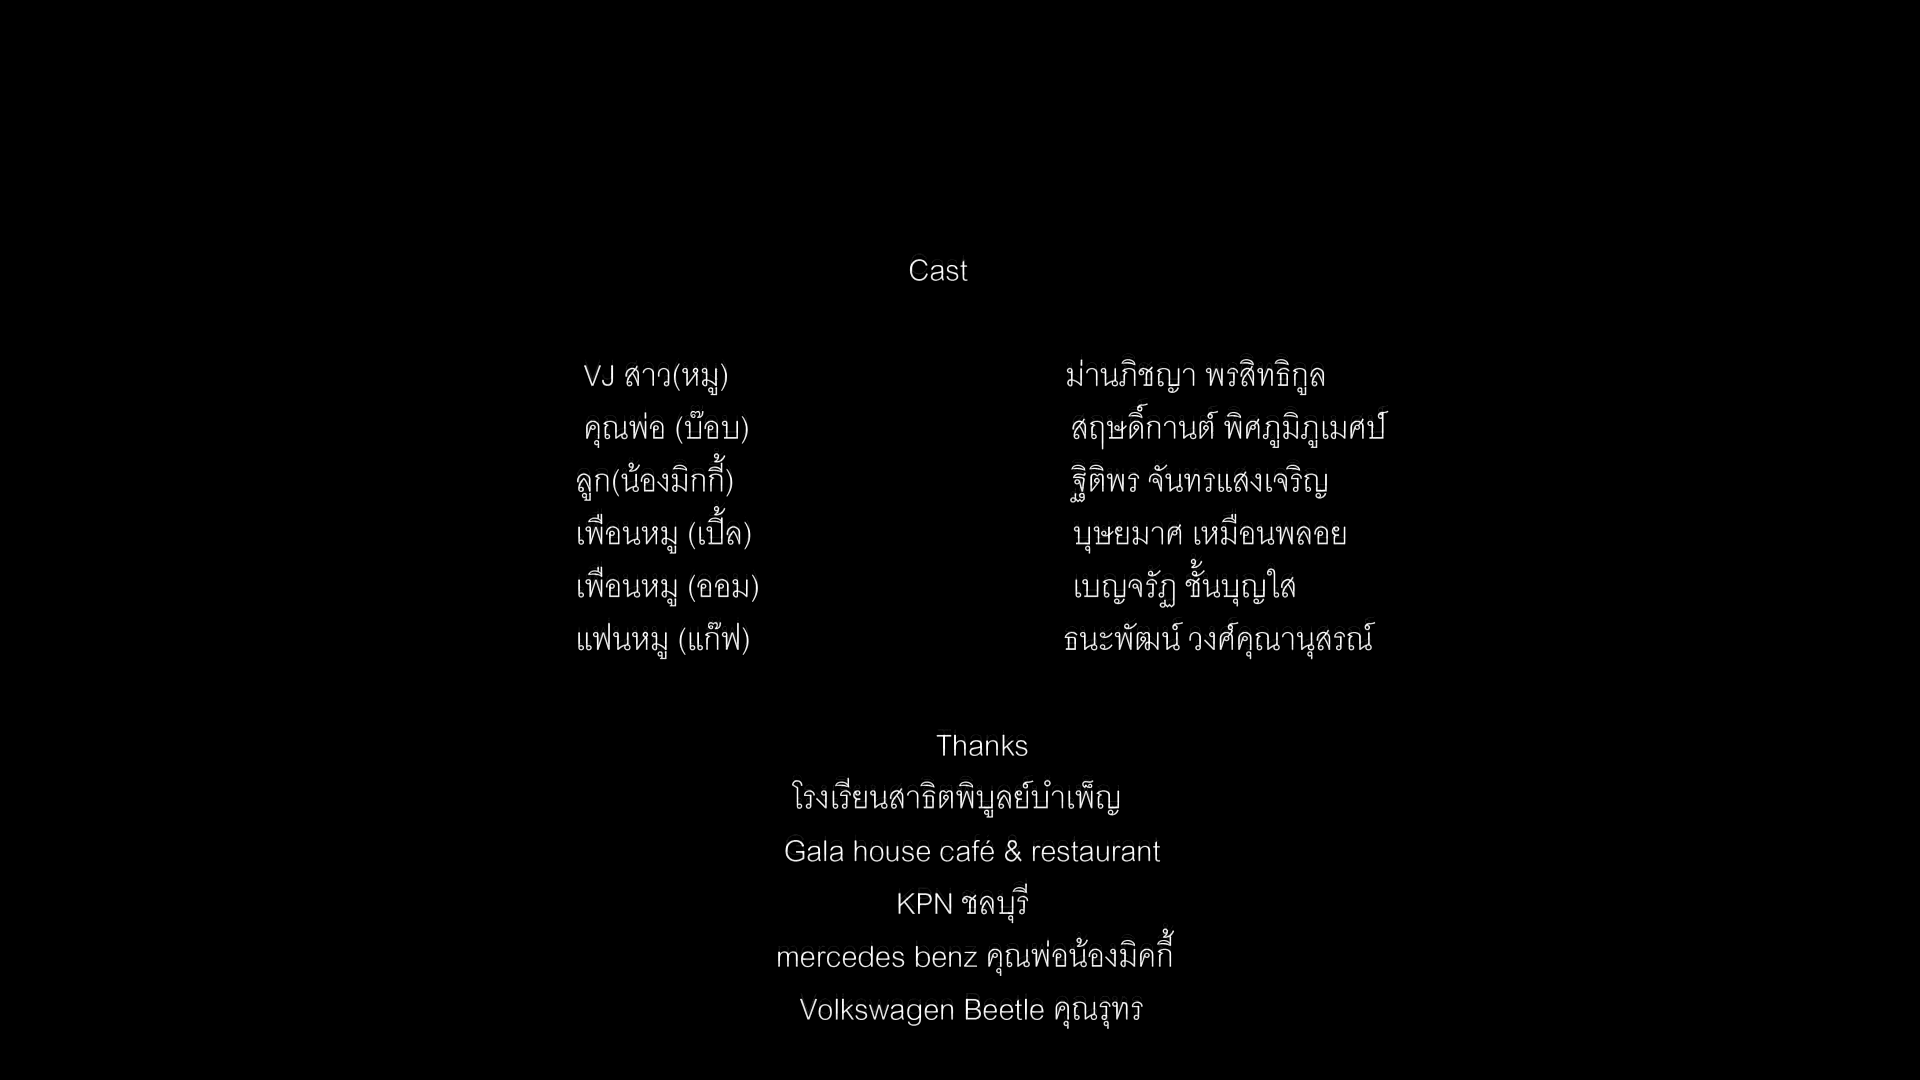 Cast
VJ สาว(หมู) ม่านภิชญา พรสิทธิกูล
คุณพ่อ (บ๊อบ) สฤษดิ์กานต์ พิศภูมิภูเมศป์
ลูก(น้องมิกกี้) ฐิติพร จันทรแสงเจริญ
เพื่อนหมู (เปิ้ล) บุษยมาศ เหมือนพลอย
เพื่อนหมู (ออม) เบญจรัฏ ชั้นบุญใส
แฟนหมู (แก๊ฟ) ธนะพัฒน์ วงศ์คุณานุสรณ์
Thanks
โรงเรียนสาธิตพิบูลย์บำเพ็ญ
Gala house café & restaurant
KPN ชลบุรี
mercedes benz คุณพ่อน้องมิคกี้
Volkswagen Beetle คุณรุทร